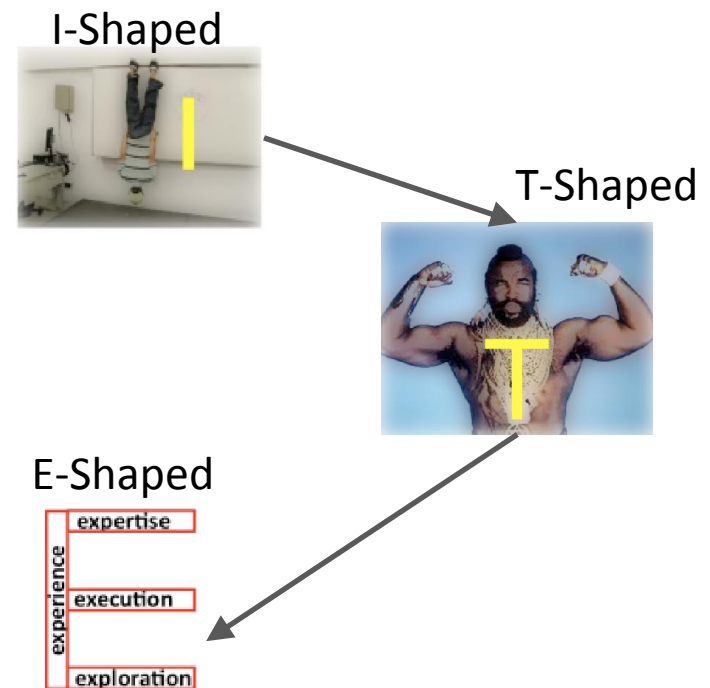 I-Shaped
I
T-Shaped
T
E-Shaped
experience
expertise
execution
exploration